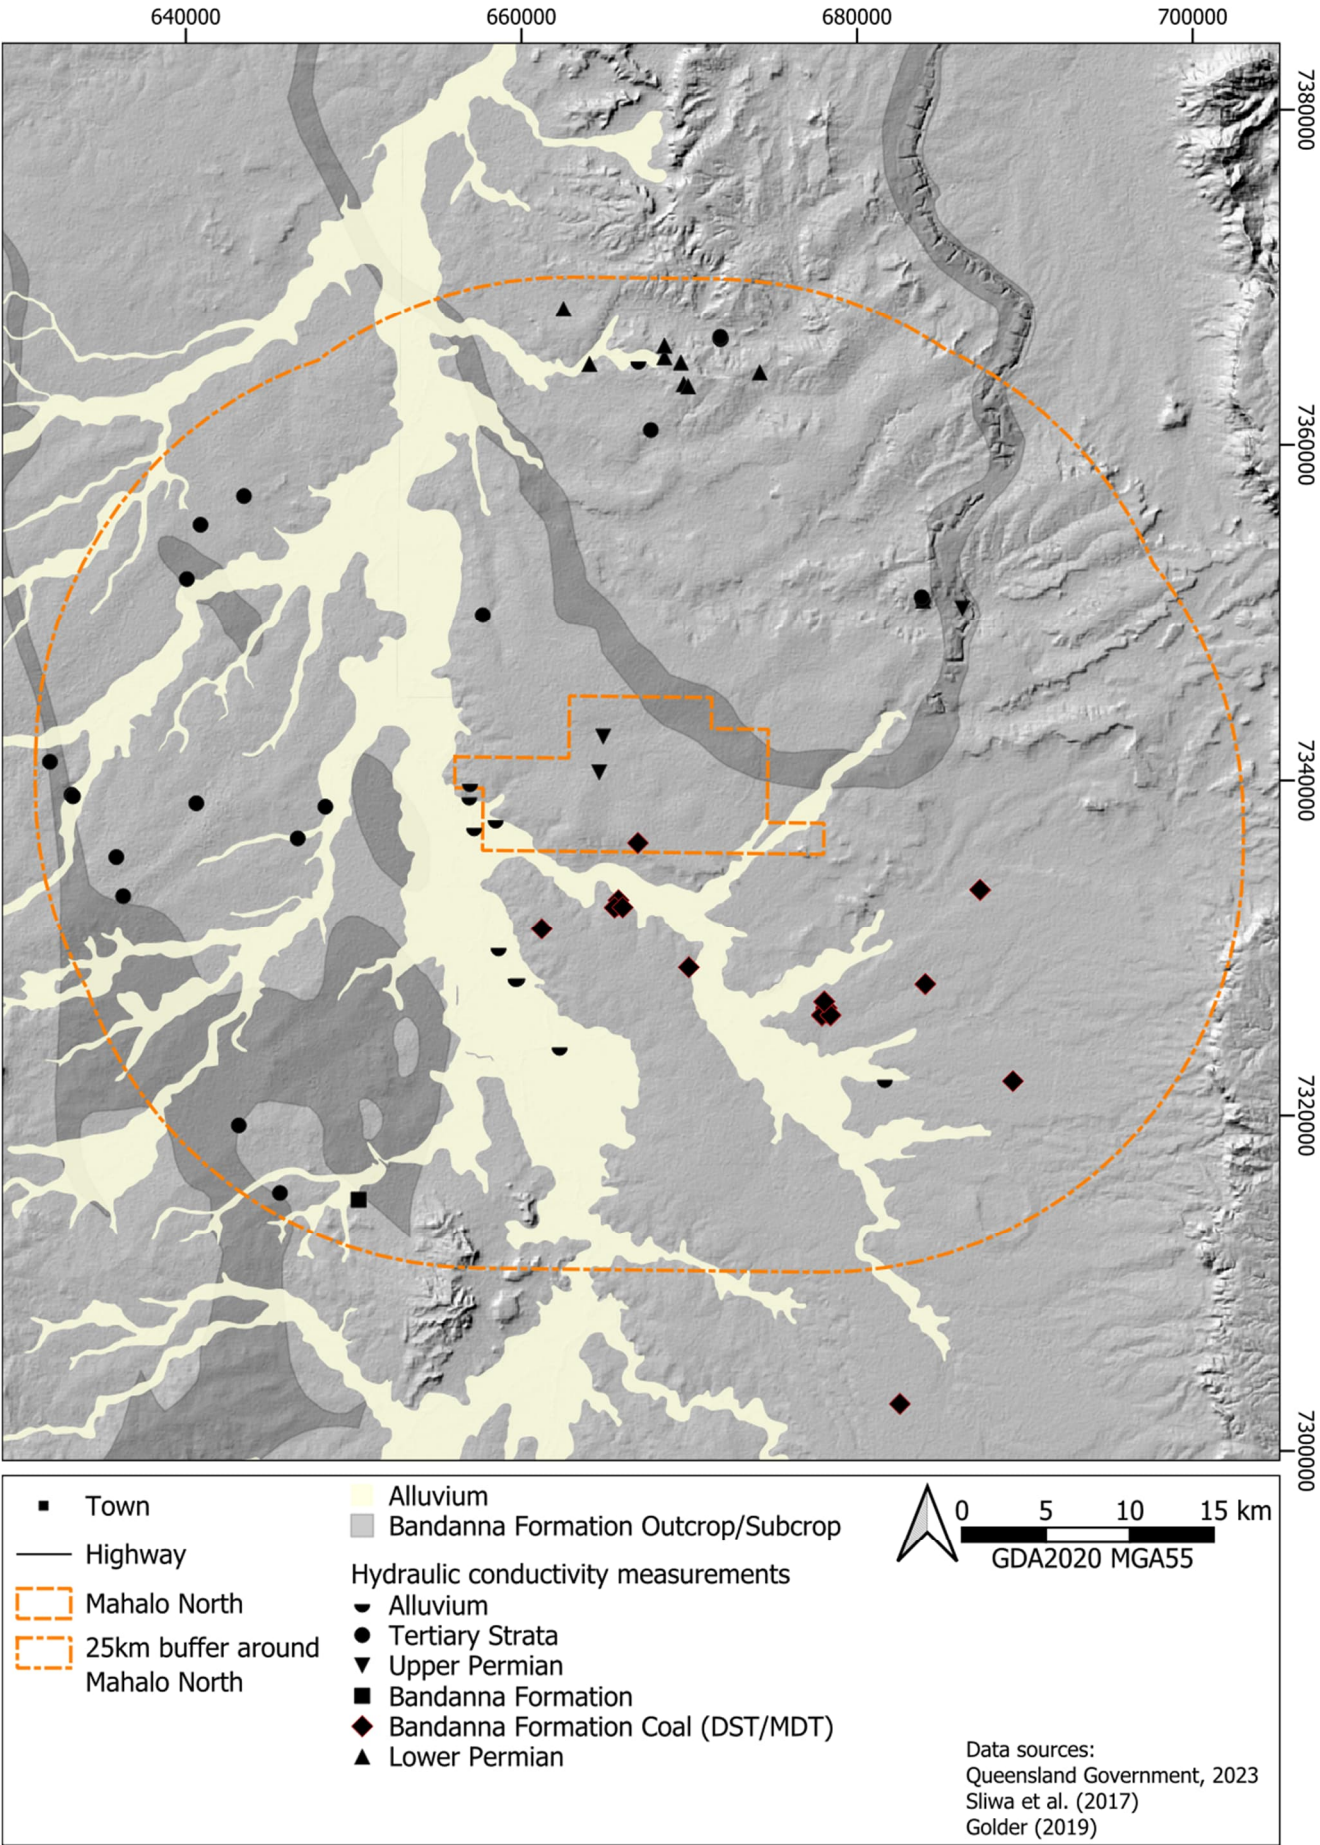 640000
660000
680000
700000
7380000
7360000
7340000
7320000
7300000
Town
Highway
Mahalo North
25km buffer around
Mahalo North
Alluvium
Bandanna Formation Outcrop/Subcrop
Hydraulic conductivity measurements
Alluvium
Tertiary Strata
Upper Permian
Bandanna Formation
Bandanna Formation Coal (DST/MDT)
Lower Permian
0 5 10 15 km
GDA2020 MGA55
Data sources:
Queensland Government, 2023
Sliwa et al. (2017)
Golder (2019)